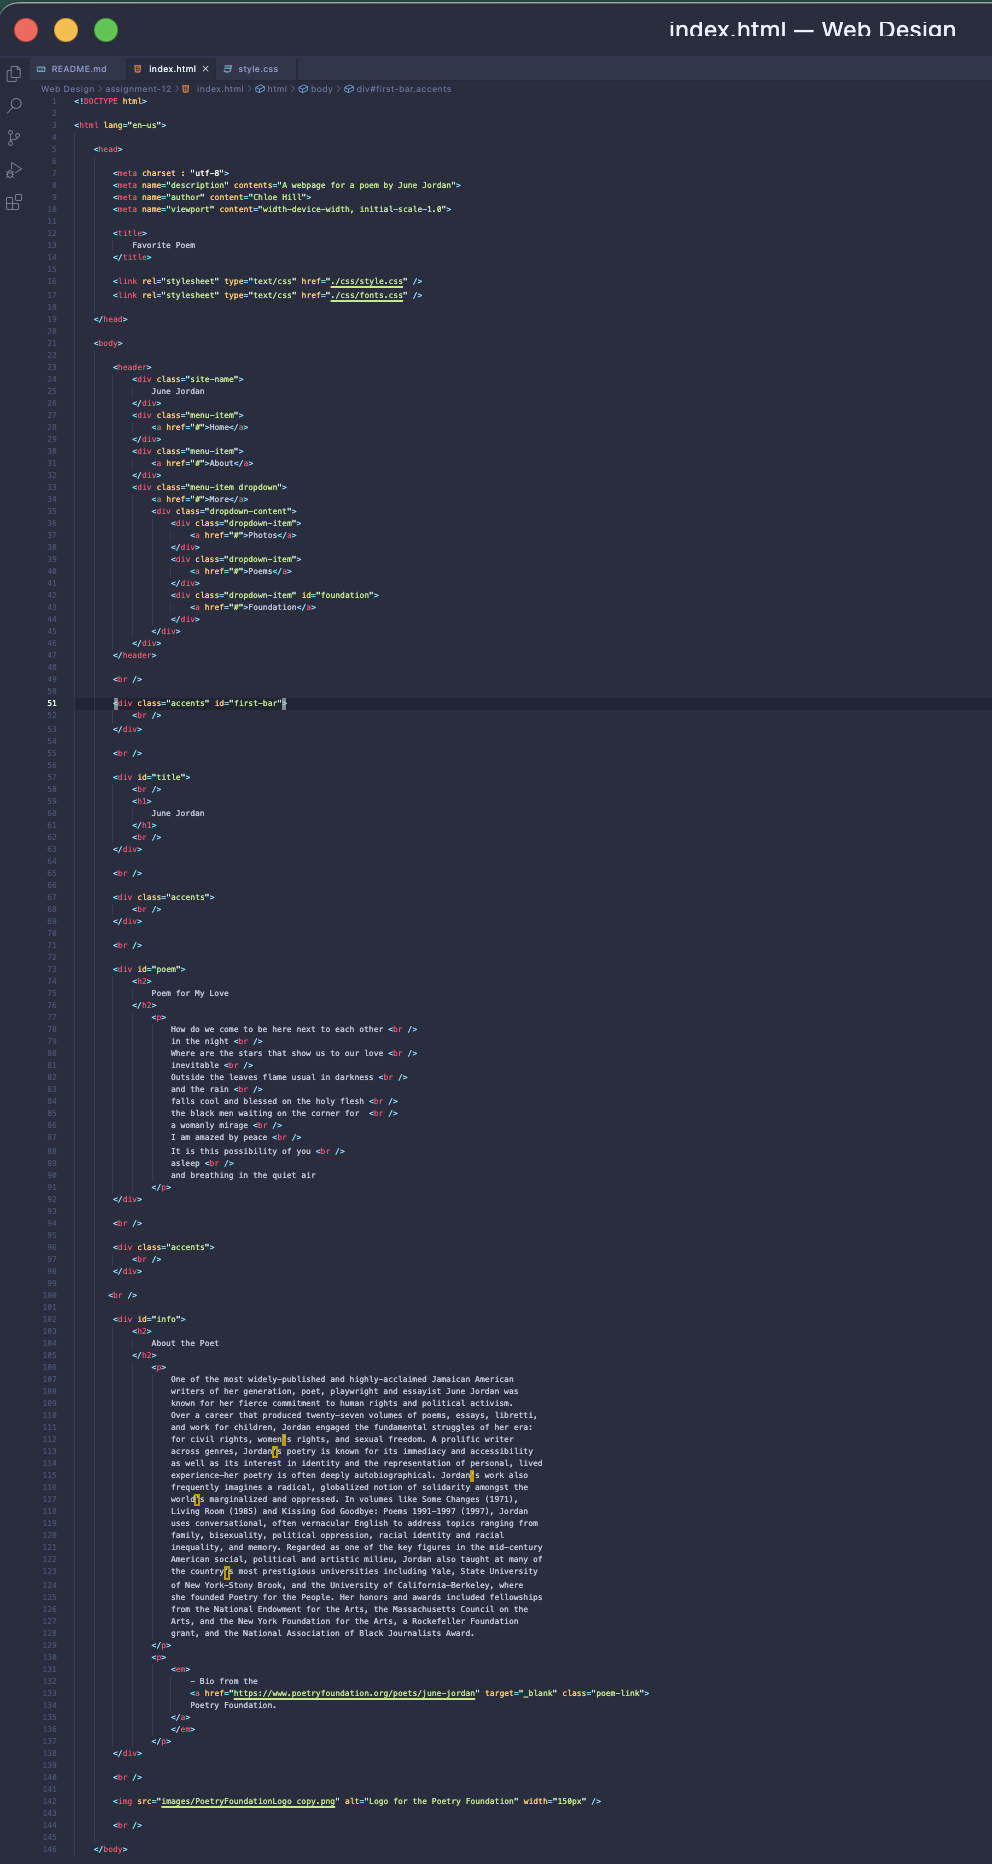 index.html — Web Design
README.md index.html × style.css
Web Design > assignment-12 > index.html > html > body > div#first-bar.accents
1 <!DOCTYPE html>
2
3 <html lang="en-us">
4
5 <head>
6
7 <meta charset : "utf-8">
8 <meta name="description" contents="A webpage for a poem by June Jordan">
9 <meta name="author" content="Chloe Hill">
10 <meta name="viewport" content="width-device-width, initial-scale-1.0">
11
12 <title>
13 Favorite Poem
14 </title>
15
16 <link rel="stylesheet" type="text/css" href="./css/style.css" />
17 <link rel="stylesheet" type="text/css" href="./css/fonts.css" />
18
19 </head>
20
21 <body>
22
23 <header>
24 <div class="site-name">
25 June Jordan
26 </div>
27 <div class="menu-item">
28 <a href="#">Home</a>
29 </div>
30 <div class="menu-item">
31 <a href="#">About</a>
32 </div>
33 <div class="menu-item dropdown">
34 <a href="#">More</a>
35 <div class="dropdown-content">
36 <div class="dropdown-item">
37 <a href="#">Photos</a>
38 </div>
39 <div class="dropdown-item">
40 <a href="#">Poems</a>
41 </div>
42 <div class="dropdown-item" id="foundation">
43 <a href="#">Foundation</a>
44 </div>
45 </div>
46 </div>
47 </header>
48
49 <br />
50
51 <div class="accents" id="first-bar">
52 <br />
53 </div>
54
55 <br />
56
57 <div id="title">
58 <br />
59 <h1>
60 June Jordan
61 </h1>
62 <br />
63 </div>
64
65 <br />
66
67 <div class="accents">
68 <br />
69 </div>
70
71 <br />
72
73 <div id="poem">
74 <h2>
75 Poem for My Love
76 </h2>
77 <p>
78 How do we come to be here next to each other <br />
79 in the night <br />
80 Where are the stars that show us to our love <br />
81 inevitable <br />
82 Outside the leaves flame usual in darkness <br />
83 and the rain <br />
84 falls cool and blessed on the holy flesh <br />
85 the black men waiting on the corner for <br />
86 a womanly mirage <br />
87 I am amazed by peace <br />
88 It is this possibility of you <br />
89 asleep <br />
90 and breathing in the quiet air
91 </p>
92 </div>
93
94 <br />
95
96 <div class="accents">
97 <br />
98 </div>
99
100 <br />
101
102 <div id="info">
103 <h2>
104 About the Poet
105 </h2>
106 <p>
107 One of the most widely-published and highly-acclaimed Jamaican American
108 writers of her generation, poet, playwright and essayist June Jordan was
109 known for her fierce commitment to human rights and political activism.
110 Over a career that produced twenty-seven volumes of poems, essays, libretti,
111 and work for children, Jordan engaged the fundamental struggles of her era:
112 for civil rights, women’s rights, and sexual freedom. A prolific writer
113 across genres, Jordan’s poetry is known for its immediacy and accessibility
114 as well as its interest in identity and the representation of personal, lived
115 experience—her poetry is often deeply autobiographical. Jordan’s work also
116 frequently imagines a radical, globalized notion of solidarity amongst the
117 world’s marginalized and oppressed. In volumes like Some Changes (1971),
118 Living Room (1985) and Kissing God Goodbye: Poems 1991-1997 (1997), Jordan
119 uses conversational, often vernacular English to address topics ranging from
120 family, bisexuality, political oppression, racial identity and racial
121 inequality, and memory. Regarded as one of the key figures in the mid-century
122 American social, political and artistic milieu, Jordan also taught at many of
123 the country’s most prestigious universities including Yale, State University
124 of New York-Stony Brook, and the University of California-Berkeley, where
125 she founded Poetry for the People. Her honors and awards included fellowships
126 from the National Endowment for the Arts, the Massachusetts Council on the
127 Arts, and the New York Foundation for the Arts, a Rockefeller Foundation
128 grant, and the National Association of Black Journalists Award.
129 </p>
130 <p>
131 <em>
132 – Bio from the
133 <a href="https://www.poetryfoundation.org/poets/june-jordan" target="_blank" class="poem-link">
134 Poetry Foundation.
135 </a>
136 </em>
137 </p>
138 </div>
139
140 <br />
141
142 <img src="images/PoetryFoundationLogo copy.png" alt="Logo for the Poetry Foundation" width="150px" />
143
144 <br />
145
146 </body>